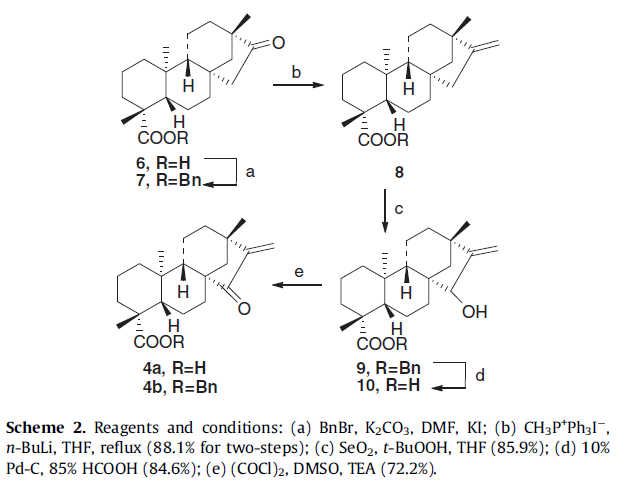 O
b
H
H
COOR
H
H
COOR
6, R=H
7, R=Bn
a
8
c
e
H
O
H
COOR
H
OH
H
COOR
4a, R=H
4b, R=Bn
9, R=Bn
10, R=H
d
Scheme 2. Reagents and conditions: (a) BnBr, K₂CO₃, DMF, KI; (b) CH₃P⁺Ph₃I⁻,
n-BuLi, THF, reflux (88.1% for two-steps); (c) SeO₂, t-BuOOH, THF (85.9%); (d) 10%
Pd-C, 85% HCOOH (84.6%); (e) (COCl)₂, DMSO, TEA (72.2%).